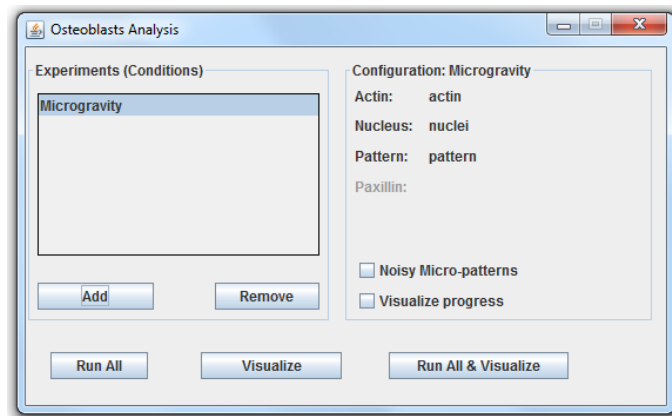 Osteoblasts Analysis
Experiments (Conditions)
Microgravity
Add
Remove
Configuration: Microgravity
Actin: actin
Nucleus: nuclei
Pattern: pattern
Paxillin:
Noisy Micro-patterns
Visualize progress
Run All
Visualize
Run All & Visualize